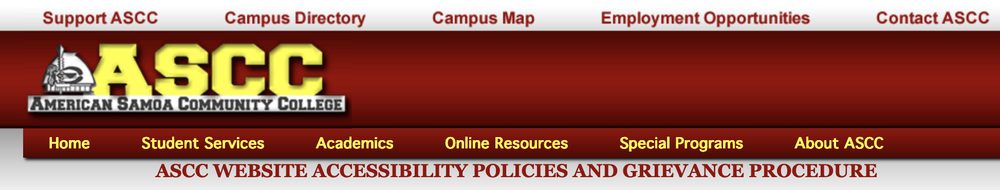 Support ASCC Campus Directory Campus Map Employment Opportunities Contact ASCC
ASCC
AMERICAN SAMOA COMMUNITY COLLEGE
Home Student Services Academics Online Resources Special Programs About ASCC
ASCC WEBSITE ACCESSIBILITY POLICIES AND GRIEVANCE PROCEDURE